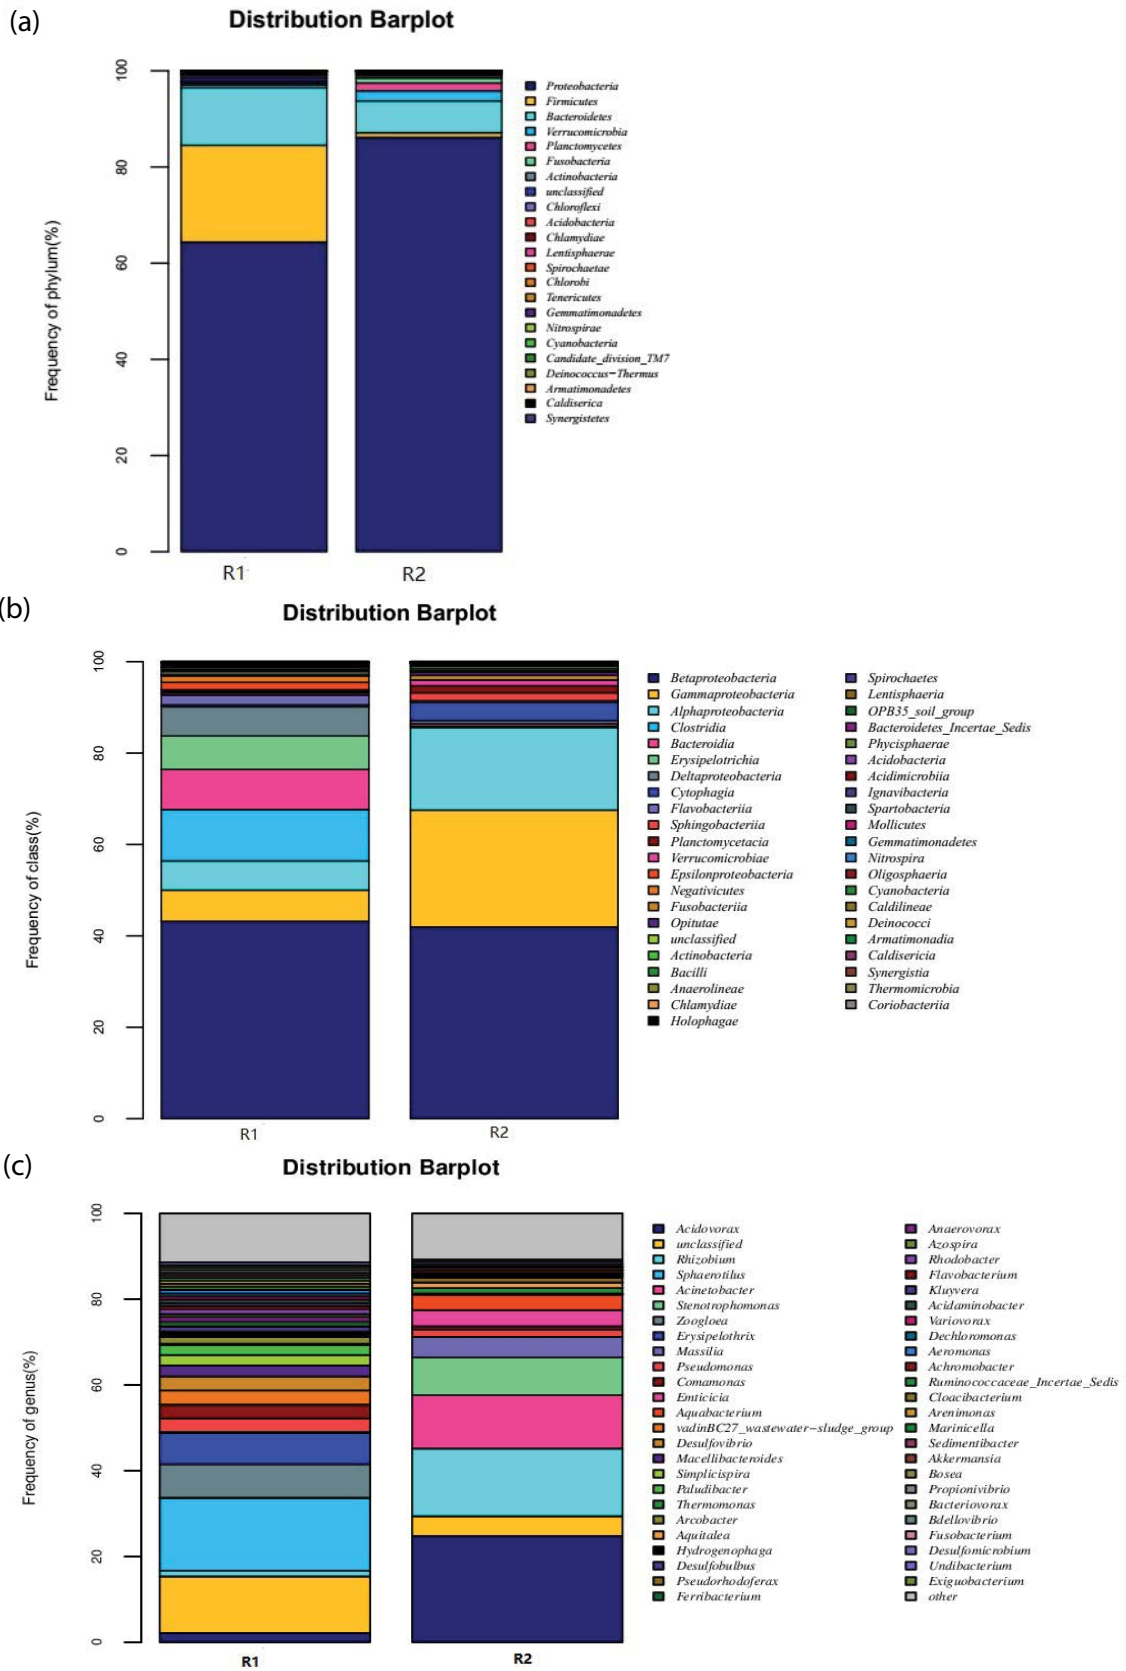 (a)
Distribution Barplot
Frequency of phylum(%)
100
80
60
40
20
0
R1
R2
Proteobacteria
Firmicutes
Bacteroidetes
Verrucomicrobia
Planctomycetes
Fusobacteria
Actinobacteria
unclassified
Chloroflexi
Acidobacteria
Chlamydiae
Lentisphaerae
Spirochaetae
Chlorobi
Tenericutes
Gemmatimonadetes
Nitrospirae
Cyanobacteria
Candidate_division_TM7
Deinococcus-Thermus
Armatimonadetes
Caldiserica
Synergistetes
(b)
Distribution Barplot
Frequency of class(%)
100
80
60
40
20
0
R1
R2
Betaproteobacteria
Gammaproteobacteria
Alphaproteobacteria
Clostridia
Bacteroidia
Erysipelotrichia
Deltaproteobacteria
Cytophagia
Flavobacteriia
Sphingobacteriia
Planctomycetacia
Verrucomicrobiae
Epsilonproteobacteria
Negativicutes
Fusobacteriia
Opitutae
unclassified
Actinobacteria
Bacilli
Anaerolineae
Chlamydiae
Holophagae
Spirochaetes
Lentisphaeria
OPB35_soil_group
Bacteroidetes_Incertae_Sedis
Phycisphaerae
Acidobacteria
Acidimicrobiia
Ignavibacteria
Spartobacteria
Mollicutes
Gemmatimonadetes
Nitrospira
Oligosphaeria
Cyanobacteria
Caldilineae
Deinococci
Armatimonadia
Caldisericia
Synergistia
Thermomicrobia
Coriobacteriia
(c)
Distribution Barplot
Frequency of genus(%)
100
80
60
40
20
0
R1
R2
Acidovorax
unclassified
Rhizobium
Sphaerotilus
Acinetobacter
Stenotrophomonas
Zoogloea
Erysipelothrix
Massilia
Pseudomonas
Comamonas
Emticicia
Aquabacterium
vadinBC27_wastewater-sludge_group
Desulfovibrio
Macellibacteroides
Simplicispira
Paludibacter
Thermomonas
Arcobacter
Aquitalea
Hydrogenophaga
Desulfobulbus
Pseudorhodoferax
Ferribacterium
Anaerovorax
Azospira
Rhodobacter
Flavobacterium
Kluyvera
Acidaminobacter
Variovorax
Dechloromonas
Aeromonas
Achromobacter
Ruminococcaceae_Incertae_Sedis
Cloacibacterium
Arenimonas
Marinicella
Sedimentibacter
Akkermansia
Bosea
Propionivibrio
Bacteriovorax
Bdellovibrio
Fusobacterium
Desulfomicrobium
Undibacterium
Exiguobacterium
other